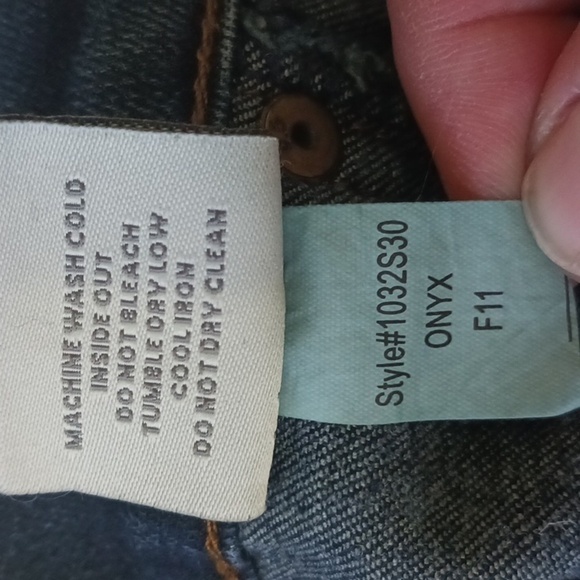 MACHINE WASH COLD
INSIDE OUT
DO NOT BLEACH
TUMBLE DRY LOW
COOL IRON
DO NOT DRY CLEAN
Style#1032S30
ONYX
F11